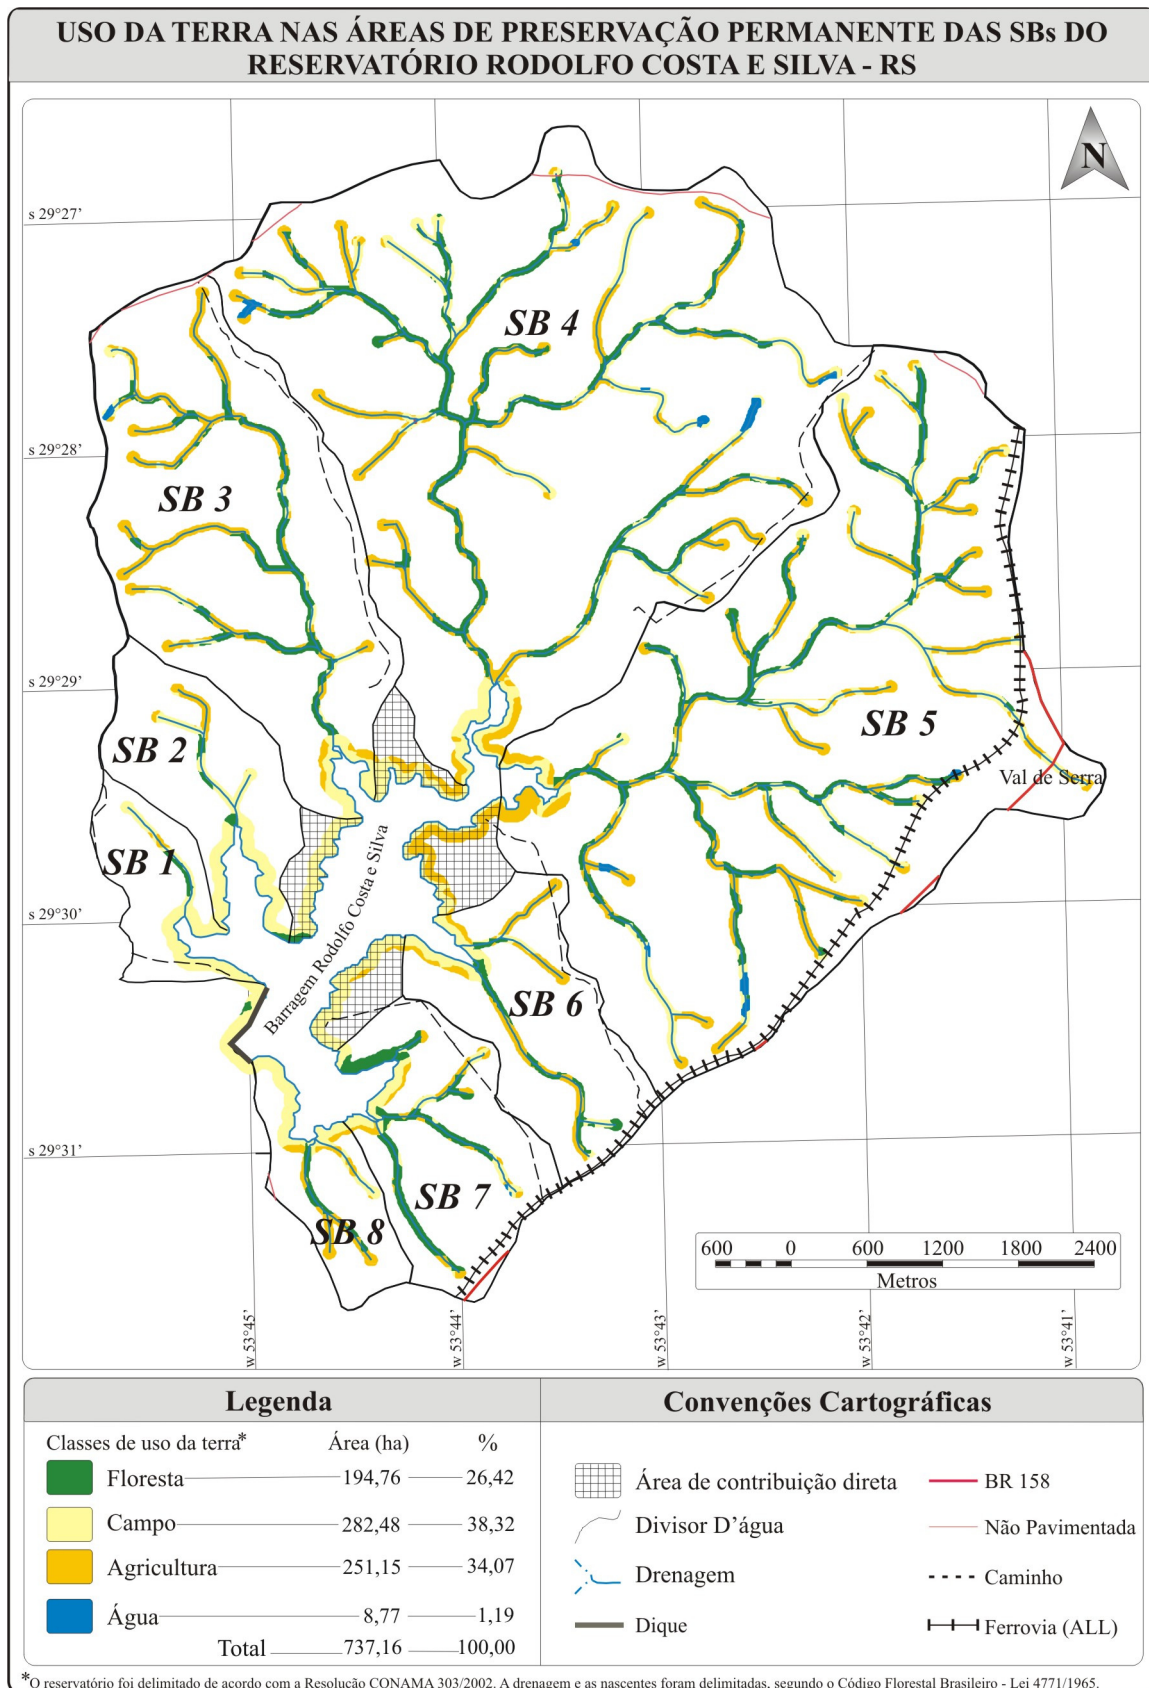 USO DA TERRA NAS ÁREAS DE PRESERVAÇÃO PERMANENTE DAS SBs DO
RESERVATÓRIO RODOLFO COSTA E SILVA - RS
N
s 29°27’
SB 4
s 29°28’
SB 3
s 29°29’
SB 2
SB 5
Val de Serra
SB 1
Barragem Rodolfo Costa e Silva
s 29°30’
SB 6
s 29°31’
SB 7
SB 8
600 0 600 1200 1800 2400
Metros
w 53°45’
w 53°44’
w 53°43’
w 53°42’
w 53°41’
Legenda
Classes de uso da terra* Área (ha) %
Floresta 194,76 26,42
Campo 282,48 38,32
Agricultura 251,15 34,07
Água 8,77 1,19
Total 737,16 100,00
Convenções Cartográficas
Área de contribuição direta
Divisor D’água
Drenagem
Dique
BR 158
Não Pavimentada
Caminho
Ferrovia (ALL)
*O reservatório foi delimitado de acordo com a Resolução CONAMA 303/2002. A drenagem e as nascentes foram delimitadas, segundo o Código Florestal Brasileiro - Lei 4771/1965.